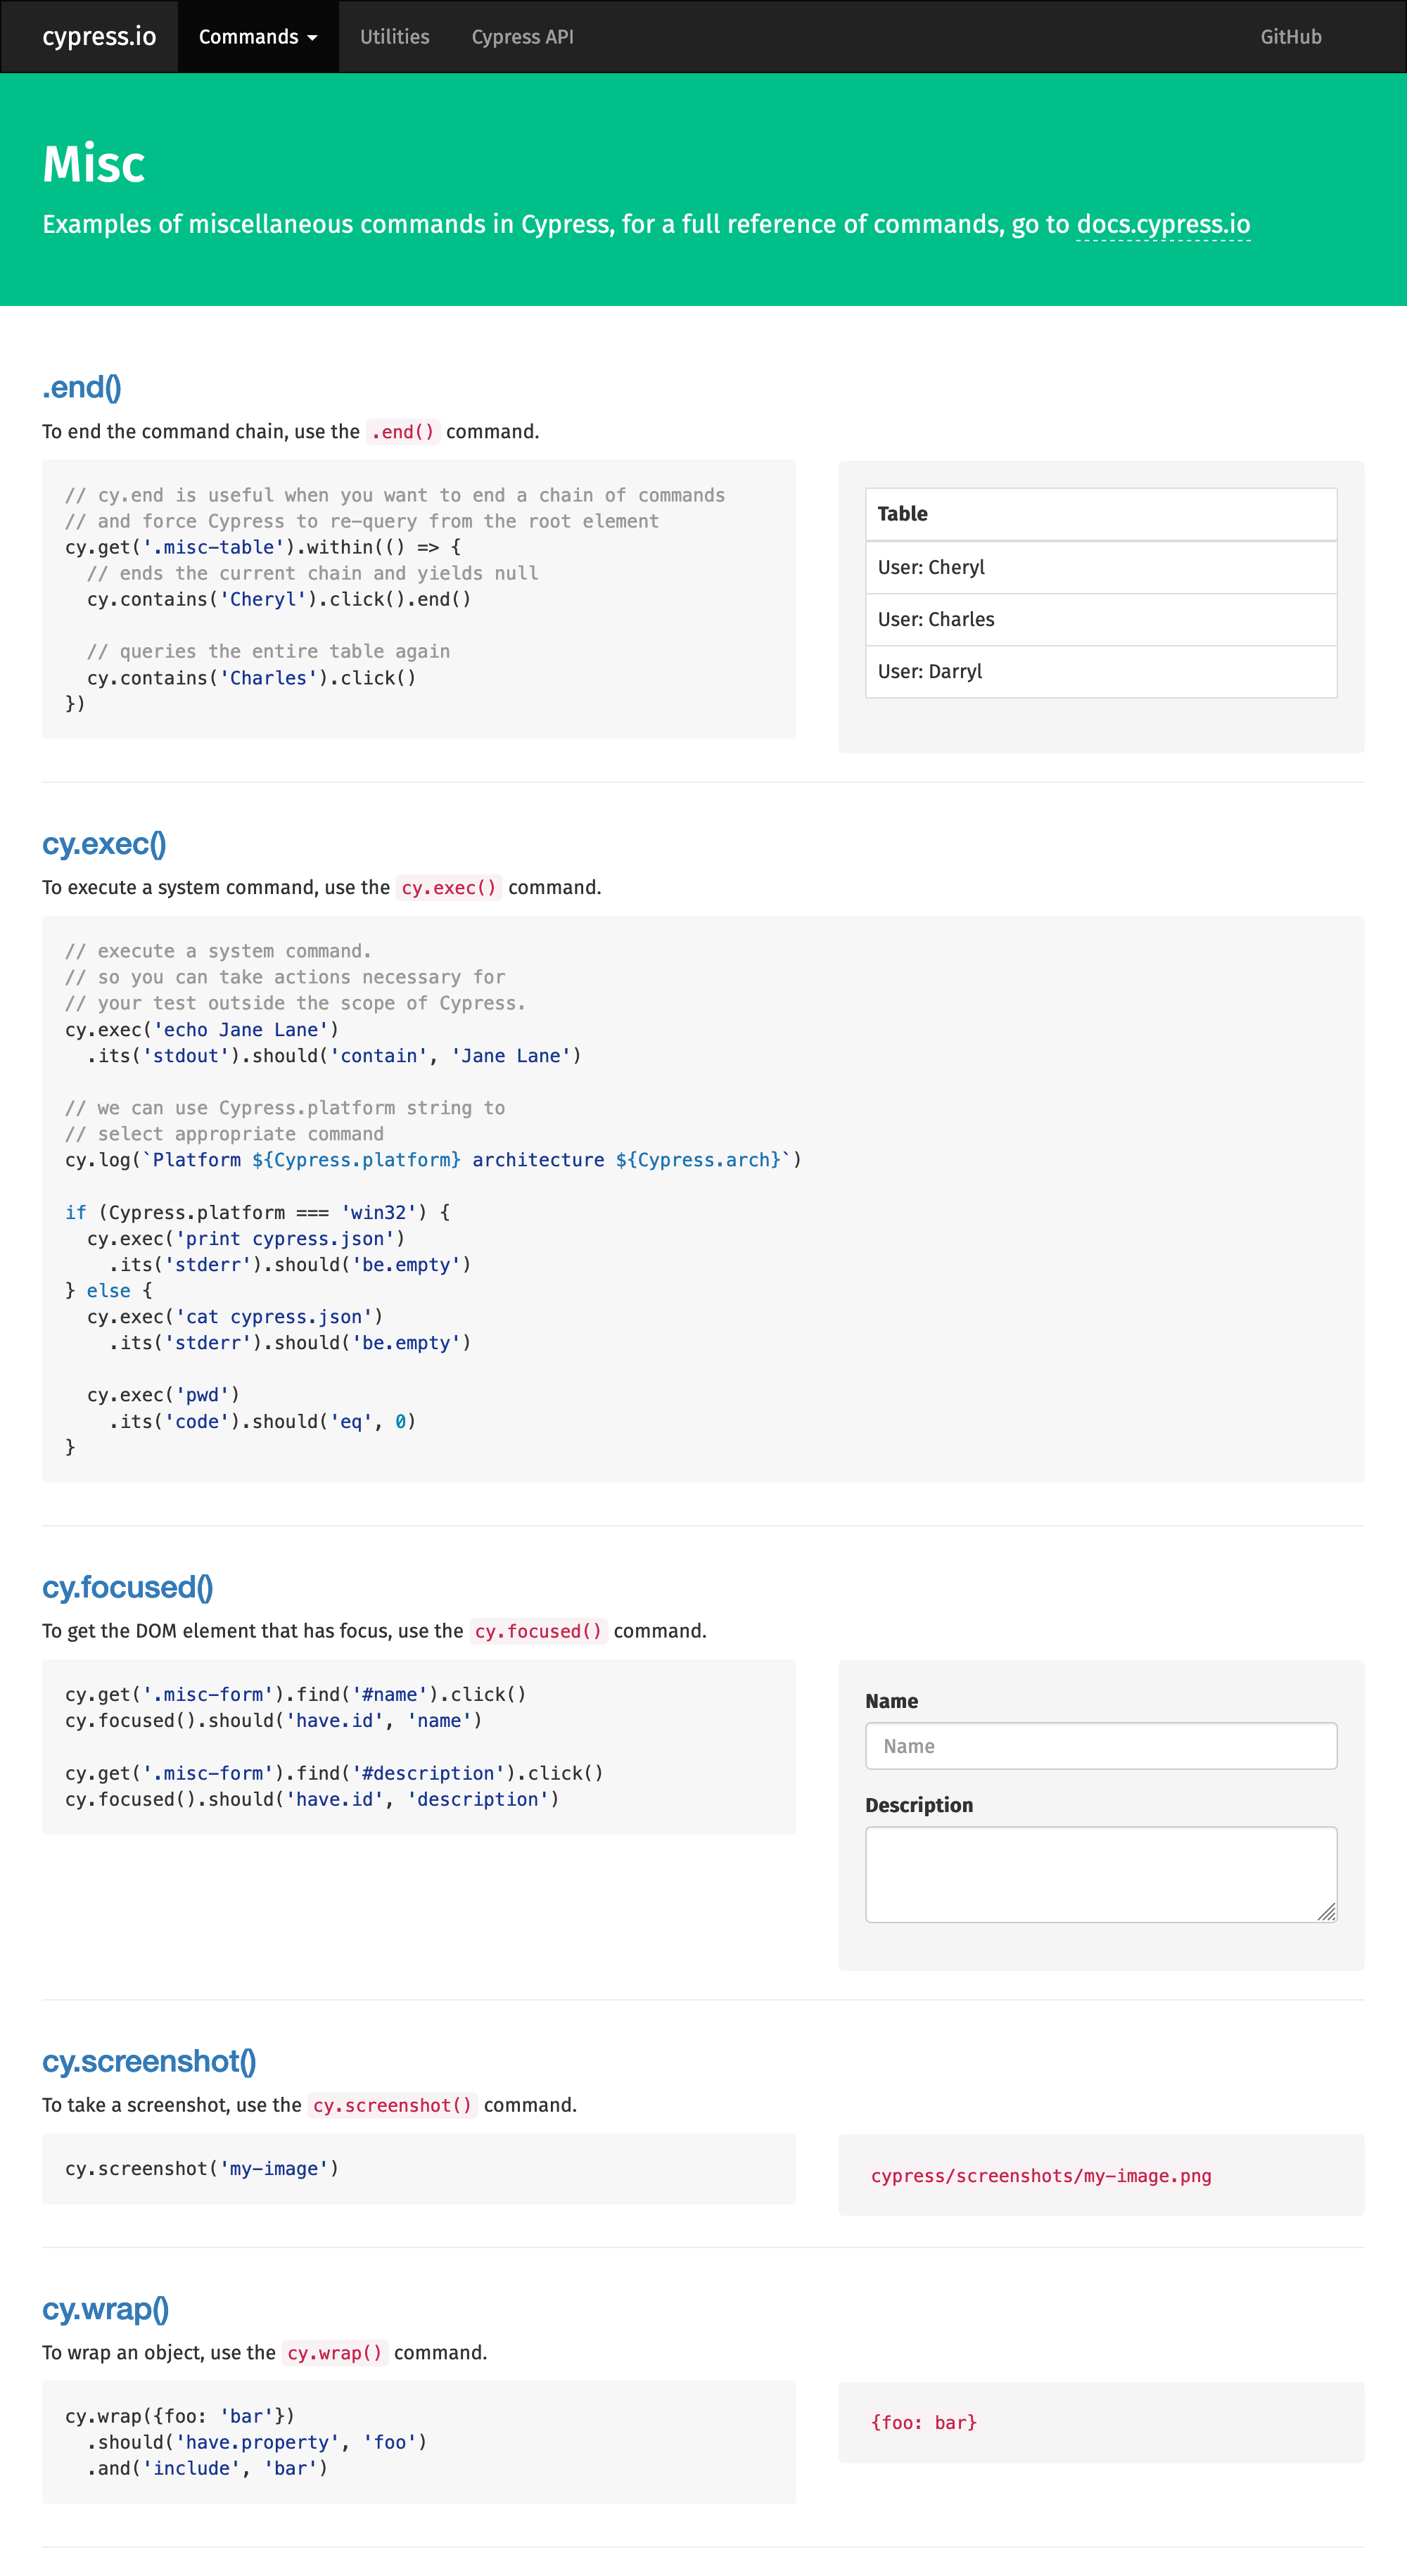 cypress.io Commands Utilities Cypress API GitHub
Misc
Examples of miscellaneous commands in Cypress, for a full reference of commands, go to docs.cypress.io
.end()
To end the command chain, use the .end() command.
// cy.end is useful when you want to end a chain of commands
// and force Cypress to re-query from the root element
cy.get('.misc-table').within(() => {
  // ends the current chain and yields null
  cy.contains('Cheryl').click().end()

  // queries the entire table again
  cy.contains('Charles').click()
})
Table
User: Cheryl
User: Charles
User: Darryl
cy.exec()
To execute a system command, use the cy.exec() command.
// execute a system command.
// so you can take actions necessary for
// your test outside the scope of Cypress.
cy.exec('echo Jane Lane')
  .its('stdout').should('contain', 'Jane Lane')

// we can use Cypress.platform string to
// select appropriate command
cy.log(`Platform ${Cypress.platform} architecture ${Cypress.arch}`)

if (Cypress.platform === 'win32') {
  cy.exec('print cypress.json')
    .its('stderr').should('be.empty')
} else {
  cy.exec('cat cypress.json')
    .its('stderr').should('be.empty')

  cy.exec('pwd')
    .its('code').should('eq', 0)
}
cy.focused()
To get the DOM element that has focus, use the cy.focused() command.
cy.get('.misc-form').find('#name').click()
cy.focused().should('have.id', 'name')

cy.get('.misc-form').find('#description').click()
cy.focused().should('have.id', 'description')
Name
Name
Description
cy.screenshot()
To take a screenshot, use the cy.screenshot() command.
cy.screenshot('my-image')
cypress/screenshots/my-image.png
cy.wrap()
To wrap an object, use the cy.wrap() command.
cy.wrap({foo: 'bar'})
  .should('have.property', 'foo')
  .and('include', 'bar')
{foo: bar}